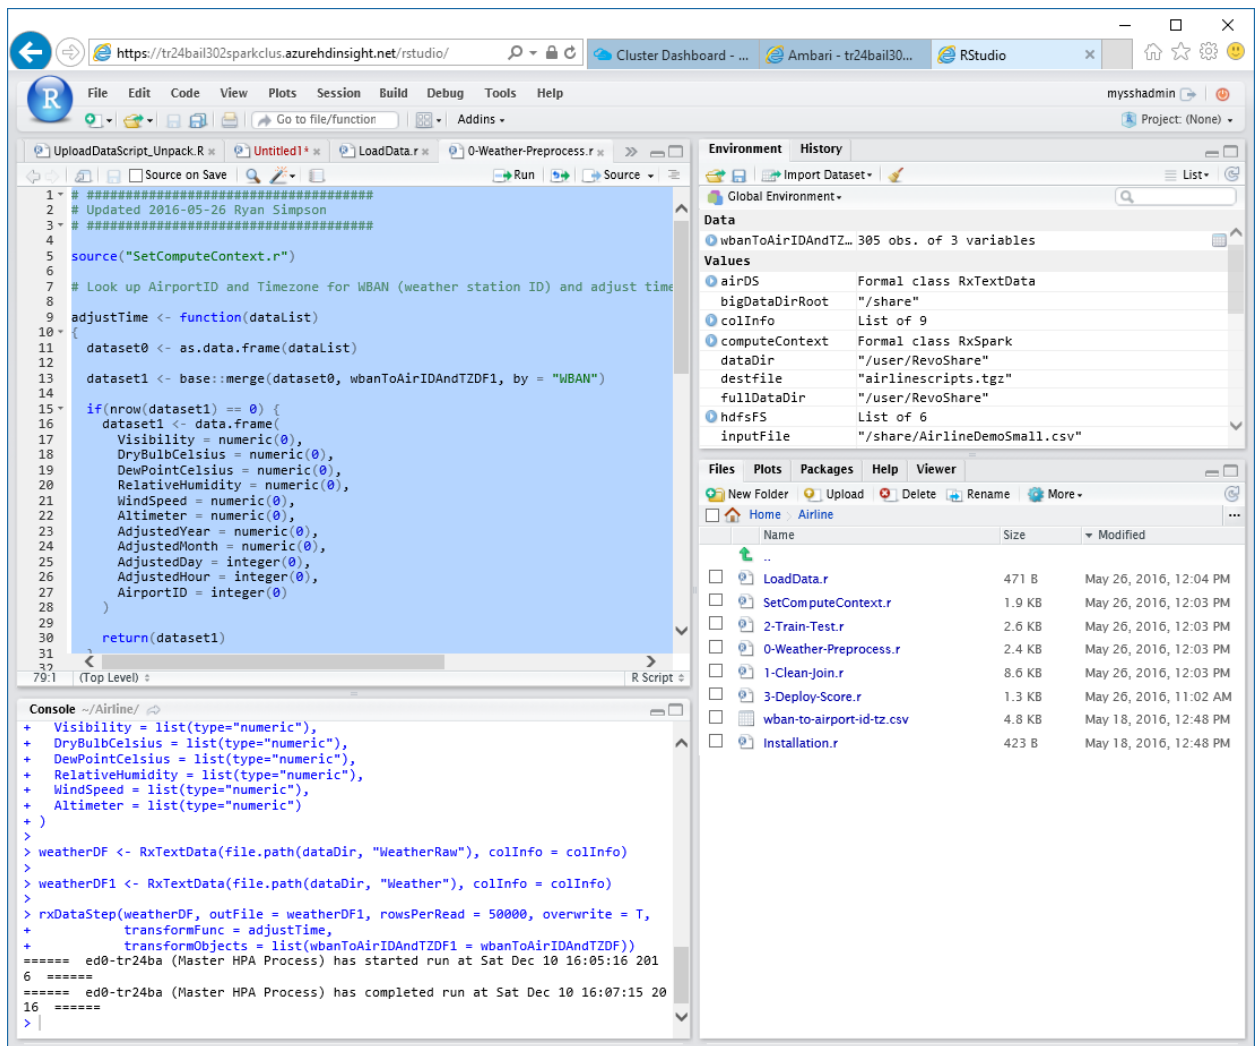 https://tr24bail302sparkclus.azurehdinsight.net/rstudio/
Cluster Dashboard - ...
Ambari - tr24bail30...
RStudio
File Edit Code View Plots Session Build Debug Tools Help
mysshadmin
Go to file/function
Addins
Project: (None)
UploadDataScript_Unpack.R
Untitled1*
LoadData.r
0-Weather-Preprocess.r
Source on Save
Run
Source
1 # ######################################
2 # Updated 2016-05-26 Ryan Simpson
3 # ######################################
4
5 source("SetComputeContext.r")
6
7 # Look up AirportID and Timezone for WBAN (weather station ID) and adjust time
8
9 adjustTime <- function(dataList)
10 {
11 dataset0 <- as.data.frame(dataList)
12
13 dataset1 <- base::merge(dataset0, wbanToAirIDAndTZDF1, by = "WBAN")
14
15 if(nrow(dataset1) == 0) {
16 dataset1 <- data.frame(
17 Visibility = numeric(0),
18 DryBulbCelsius = numeric(0),
19 DewPointCelsius = numeric(0),
20 RelativeHumidity = numeric(0),
21 WindSpeed = numeric(0),
22 Altimeter = numeric(0),
23 AdjustedYear = numeric(0),
24 AdjustedMonth = numeric(0),
25 AdjustedDay = integer(0),
26 AdjustedHour = integer(0),
27 AirportID = integer(0)
28 )
29
30 return(dataset1)
31 }
32
79:1 (Top Level) R Script
Console ~/Airline/
+ Visibility = list(type="numeric"),
+ DryBulbCelsius = list(type="numeric"),
+ DewPointCelsius = list(type="numeric"),
+ RelativeHumidity = list(type="numeric"),
+ WindSpeed = list(type="numeric"),
+ Altimeter = list(type="numeric")
+ )
>
> weatherDF <- RxTextData(file.path(dataDir, "WeatherRaw"), colInfo = colInfo)
>
> weatherDF1 <- RxTextData(file.path(dataDir, "Weather"), colInfo = colInfo)
>
> rxDataStep(weatherDF, outFile = weatherDF1, rowsPerRead = 50000, overwrite = T,
+ transformFunc = adjustTime,
+ transformObjects = list(wbanToAirIDAndTZDF1 = wbanToAirIDAndTZDF))
====== ed0-tr24ba (Master HPA Process) has started run at Sat Dec 10 16:05:16 201
6 ======
====== ed0-tr24ba (Master HPA Process) has completed run at Sat Dec 10 16:07:15 20
16 ======
>
Environment History
Import Dataset
List
Global Environment
Data
wbanToAirIDAndTZ… 305 obs. of 3 variables
Values
airDS Formal class RxTextData
bigDataDirRoot "/share"
colInfo List of 9
computeContext Formal class RxSpark
dataDir "/user/RevoShare"
destfile "airlinescripts.tgz"
fullDataDir "/user/RevoShare"
hdfsFS List of 6
inputFile "/share/AirlineDemoSmall.csv"
Files Plots Packages Help Viewer
New Folder Upload Delete Rename More
Home Airline ...
Name Size Modified
..
LoadData.r 471 B May 26, 2016, 12:04 PM
SetComputeContext.r 1.9 KB May 26, 2016, 12:03 PM
2-Train-Test.r 2.6 KB May 26, 2016, 12:03 PM
0-Weather-Preprocess.r 2.4 KB May 26, 2016, 12:03 PM
1-Clean-Join.r 8.6 KB May 26, 2016, 12:03 PM
3-Deploy-Score.r 1.3 KB May 26, 2016, 11:02 AM
wban-to-airport-id-tz.csv 4.8 KB May 18, 2016, 12:48 PM
Installation.r 423 B May 18, 2016, 12:48 PM